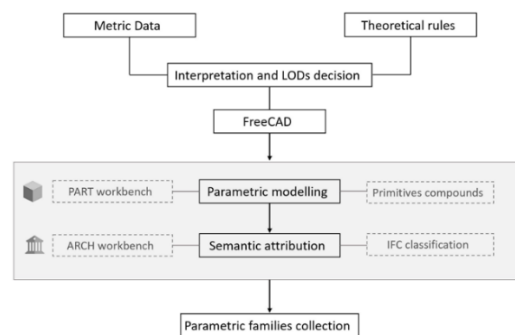 Metric Data
Theoretical rules
Interpretation and LODs decision
FreeCAD
PART workbench
Parametric modelling
Primitives compounds
ARCH workbench
Semantic attribution
IFC classification
Parametric families collection